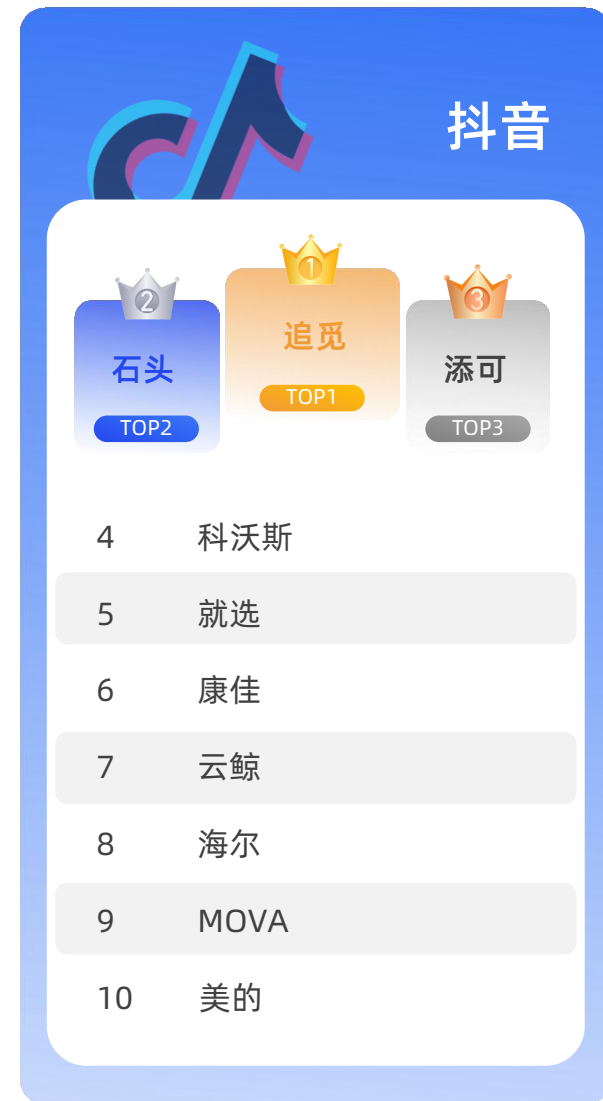 抖音
①
②
③
追觅
石头
添可
TOP1
TOP2
TOP3
4 科沃斯
5 就选
6 康佳
7 云鲸
8 海尔
9 MOVA
10 美的